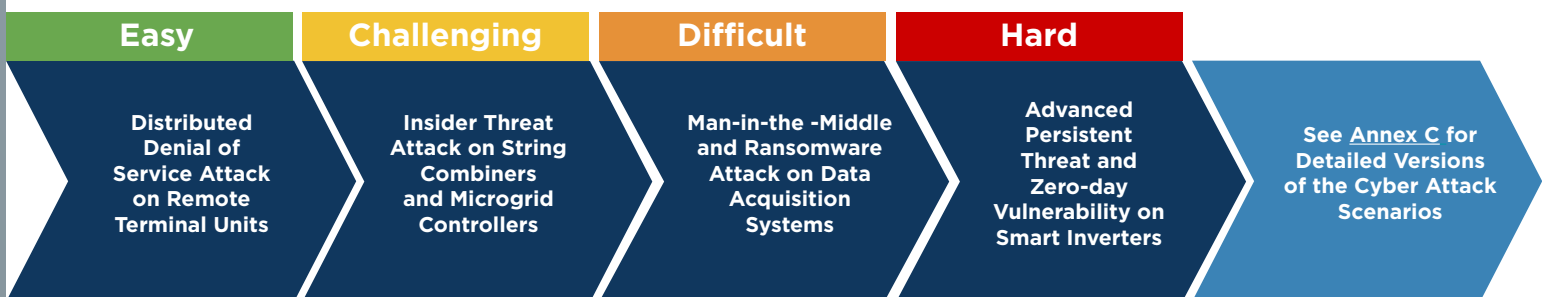 Easy
Distributed
Denial of
Service Attack
on Remote
Terminal Units
Challenging
Insider Threat
Attack on String
Combiners
and Microgrid
Controllers
Difficult
Man-in-the -Middle
and Ransomware
Attack on Data
Acquisition
Systems
Hard
Advanced
Persistent
Threat and
Zero-day
Vulnerability on
Smart Inverters
See Annex C for
Detailed Versions
of the Cyber Attack
Scenarios